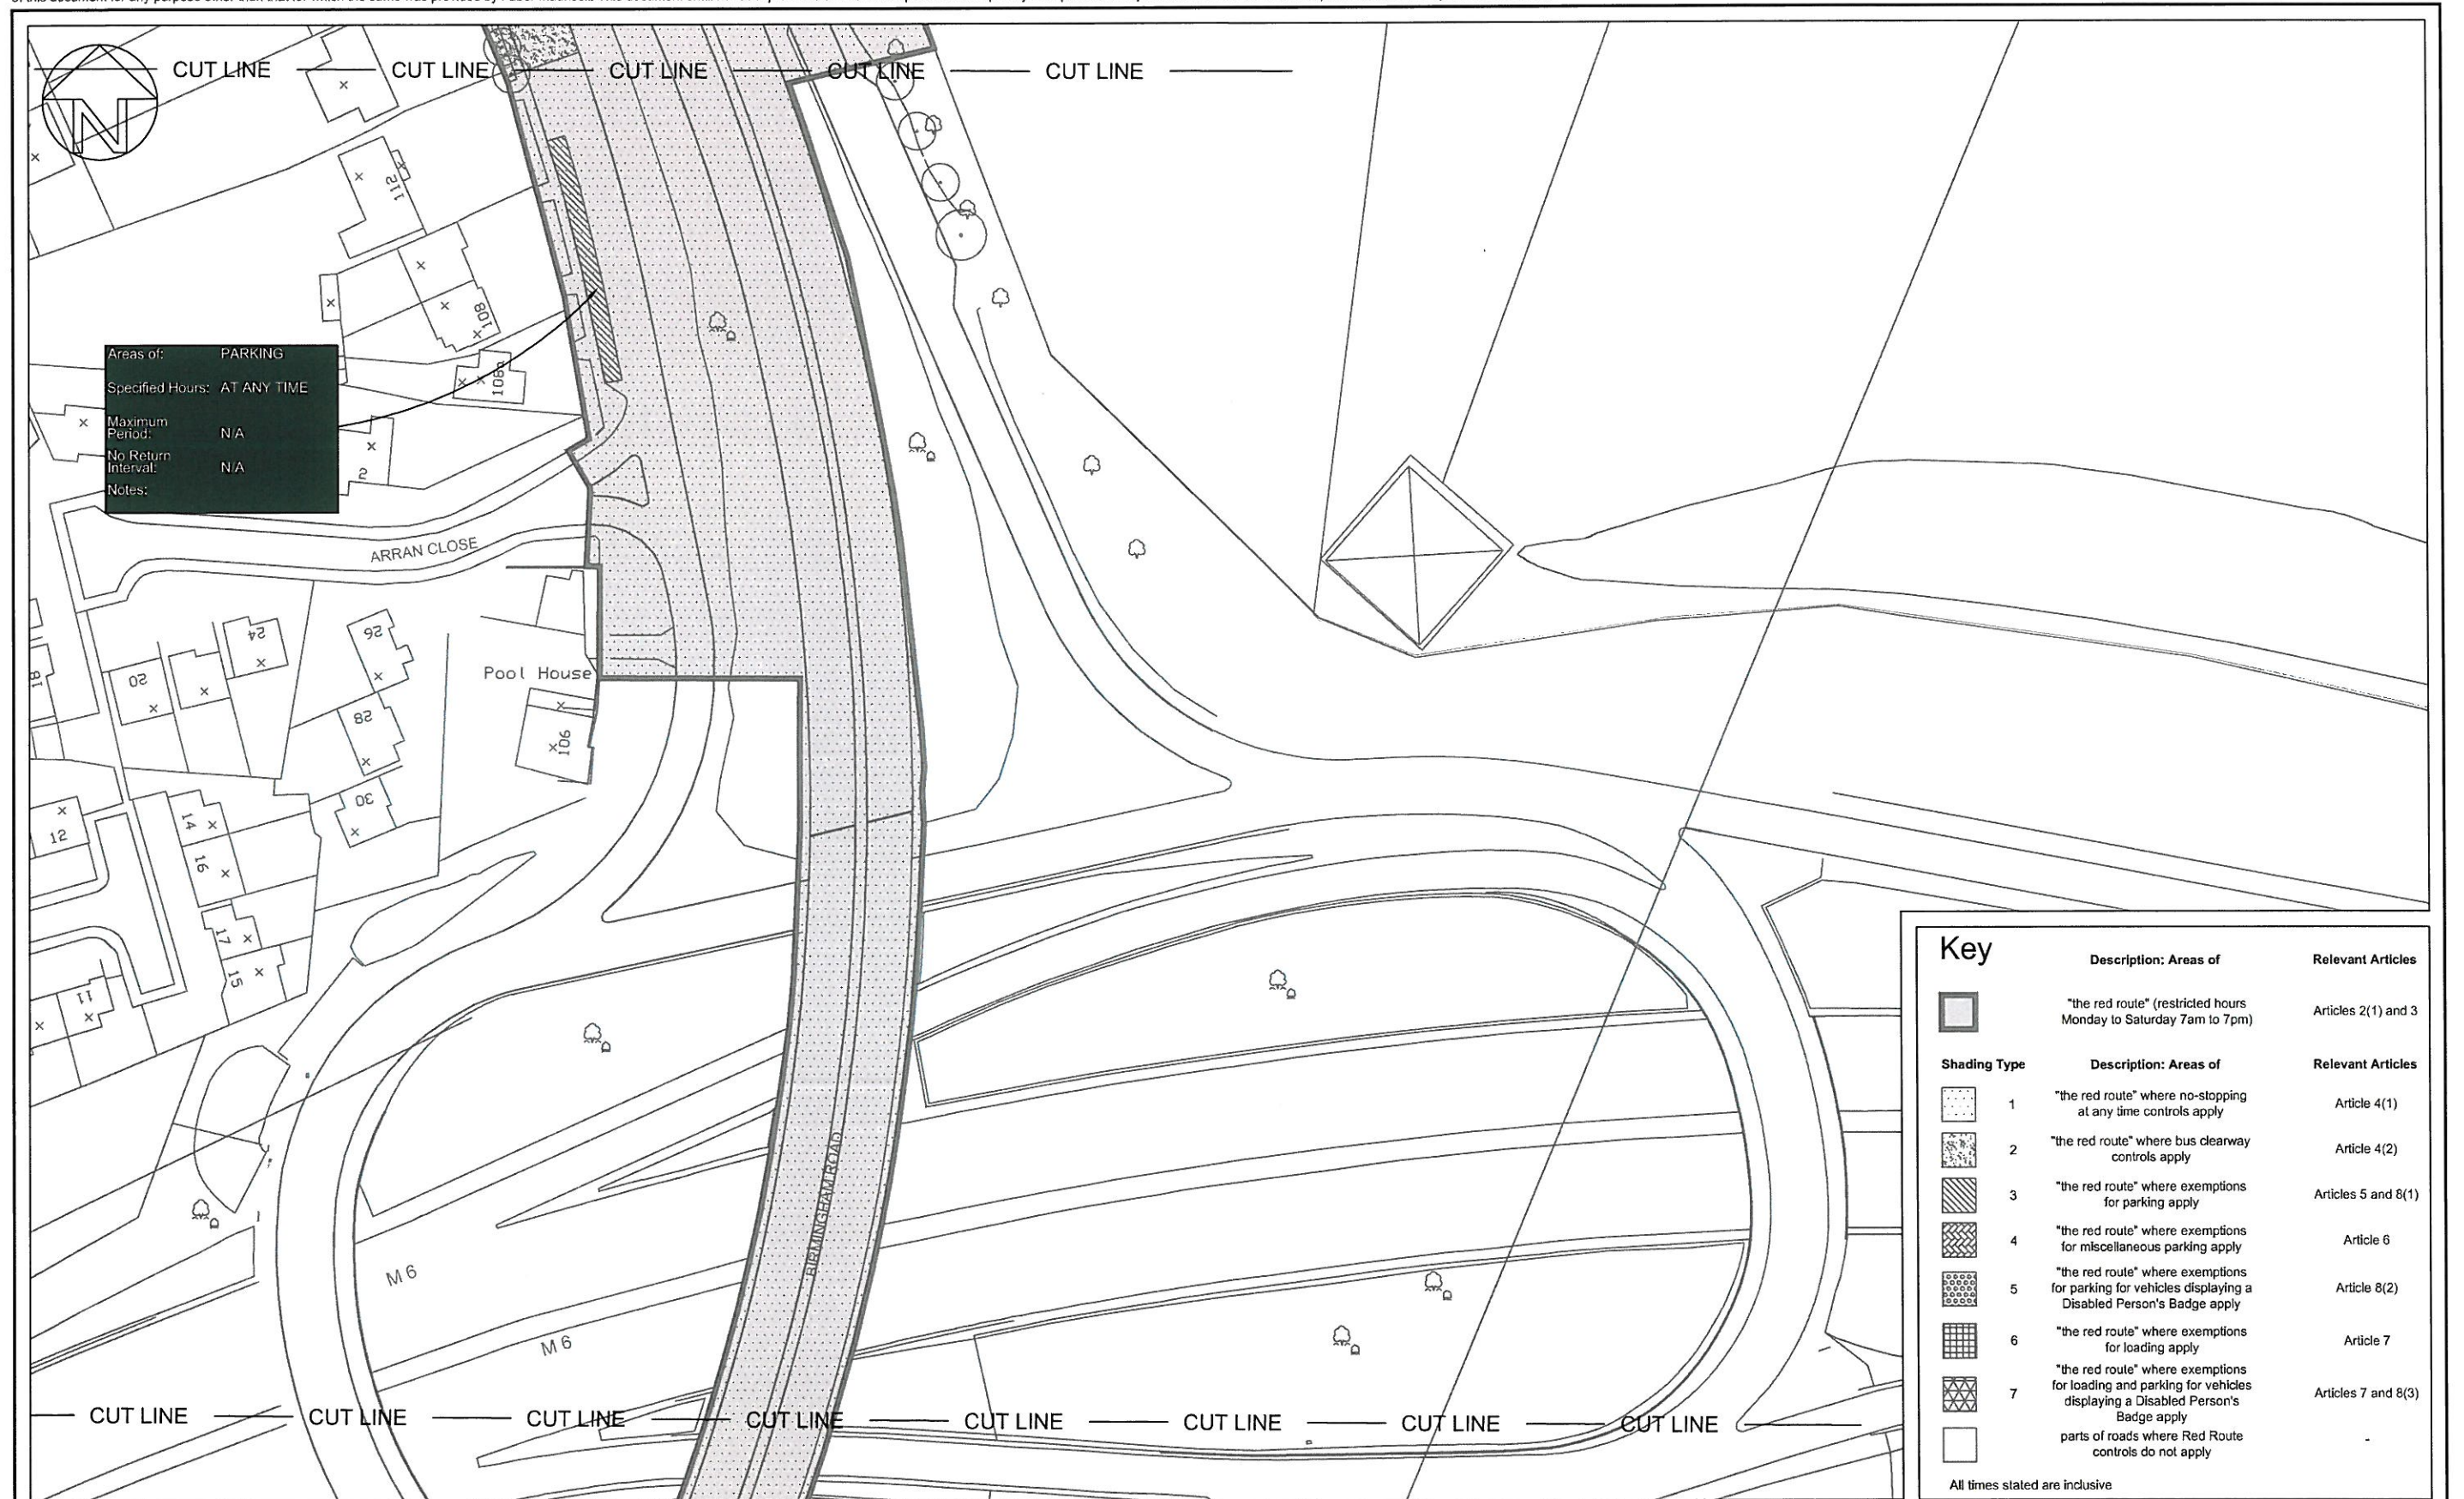 CUT LINE CUT LINE CUT LINE CUT LINE CUT LINE
N
112
108
108a
Areas of: PARKING
Specified Hours: AT ANY TIME
Maximum
Period: N/A
No Return
Interval: N/A
Notes:
2
ARRAN CLOSE
24
26
18
20
Pool House
28
106
30
14
12
16
17
15
11
M 6
M 6
BIRMINGHAM ROAD
CUT LINE CUT LINE CUT LINE CUT LINE CUT LINE CUT LINE CUT LINE CUT LINE
Key
Description: Areas of Relevant Articles
"the red route" (restricted hours
Monday to Saturday 7am to 7pm) Articles 2(1) and 3
Shading Type Description: Areas of Relevant Articles
1 "the red route" where no-stopping
at any time controls apply Article 4(1)
2 "the red route" where bus clearway
controls apply Article 4(2)
3 "the red route" where exemptions
for parking apply Articles 5 and 8(1)
4 "the red route" where exemptions
for miscellaneous parking apply Article 6
5 "the red route" where exemptions
for parking for vehicles displaying a
Disabled Person's Badge apply Article 8(2)
6 "the red route" where exemptions
for loading apply Article 7
7 "the red route" where exemptions
for loading and parking for vehicles
displaying a Disabled Person's
Badge apply Articles 7 and 8(3)
parts of roads where Red Route
controls do not apply -
All times stated are inclusive